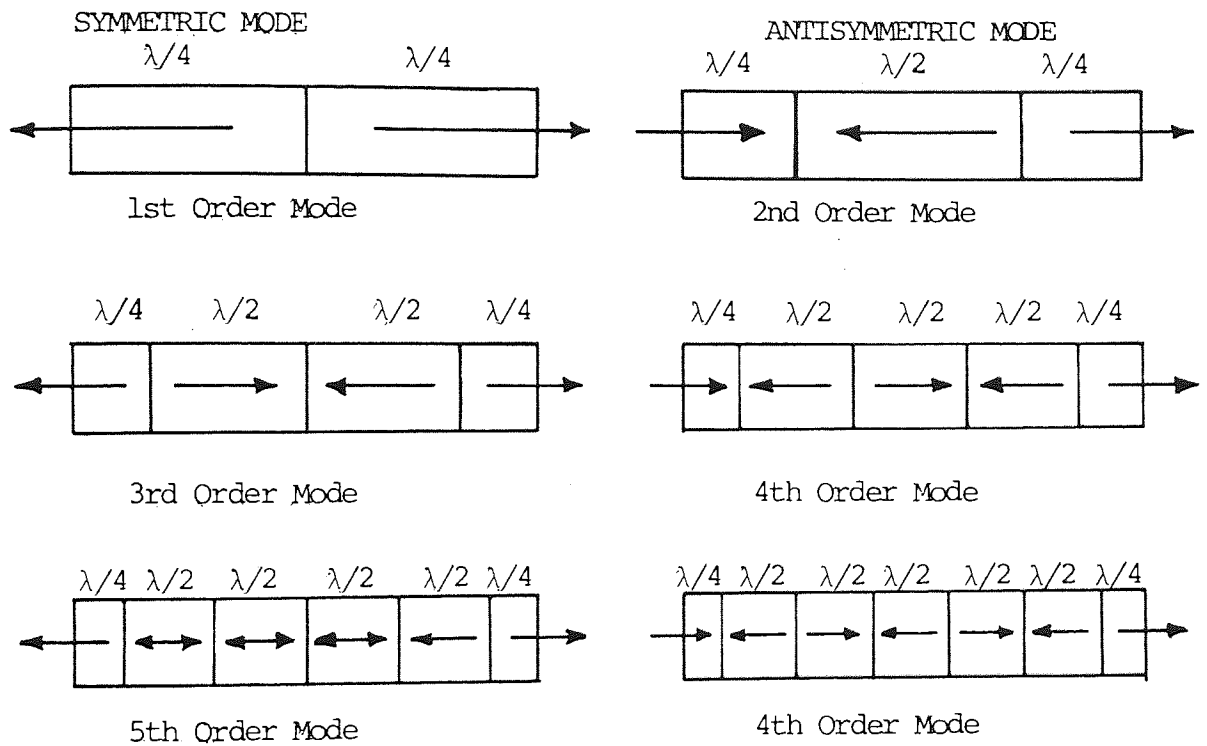 SYMMETRIC MODE
ANTISYMMETRIC MODE
λ/4 λ/4
λ/4 λ/2 λ/4
1st Order Mode
2nd Order Mode
λ/4 λ/2 λ/2 λ/4
λ/4 λ/2 λ/2 λ/2 λ/4
3rd Order Mode
4th Order Mode
λ/4 λ/2 λ/2 λ/2 λ/2 λ/4
λ/4 λ/2 λ/2 λ/2 λ/2 λ/2 λ/4
5th Order Mode
4th Order Mode